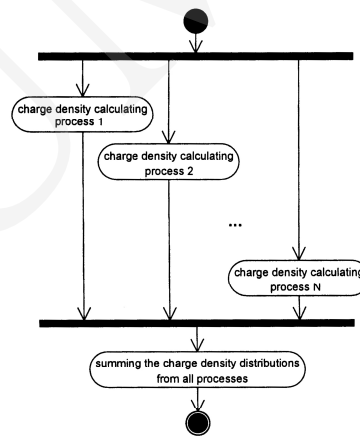 charge density calculating
process 1
charge density calculating
process 2
...
charge density calculating
process N
summing the charge density distributions
from all processes